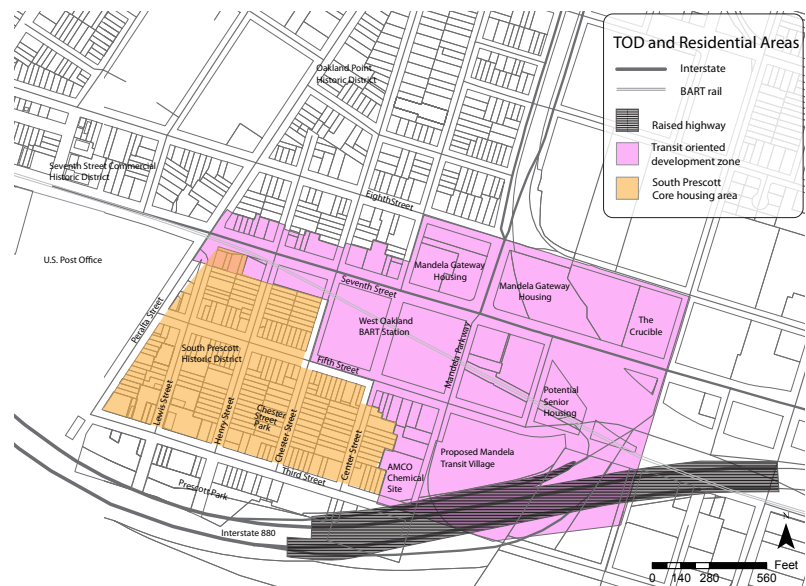 TOD and Residential Areas
Interstate
BART rail
Raised highway
Transit oriented
development zone
South Prescott
Core housing area
Oakland Point
Historic District
Seventh Street Commercial
Historic District
Eighth Street
U.S. Post Office
Mandela Gateway
Housing
Mandela Gateway
Housing
Seventh Street
The
Crucible
West Oakland
BART Station
Peralta Street
Mandela Parkway
South Prescott
Historic District
Fifth Street
Potential
Senior
Housing
Lewis Street
Henry Street
Chester
Street
Park
Chester Street
Center Street
Proposed Mandela
Transit Village
AMCO
Chemical
Site
Third Street
Prescott Park
Interstate 880
N
Feet
0 140 280 560